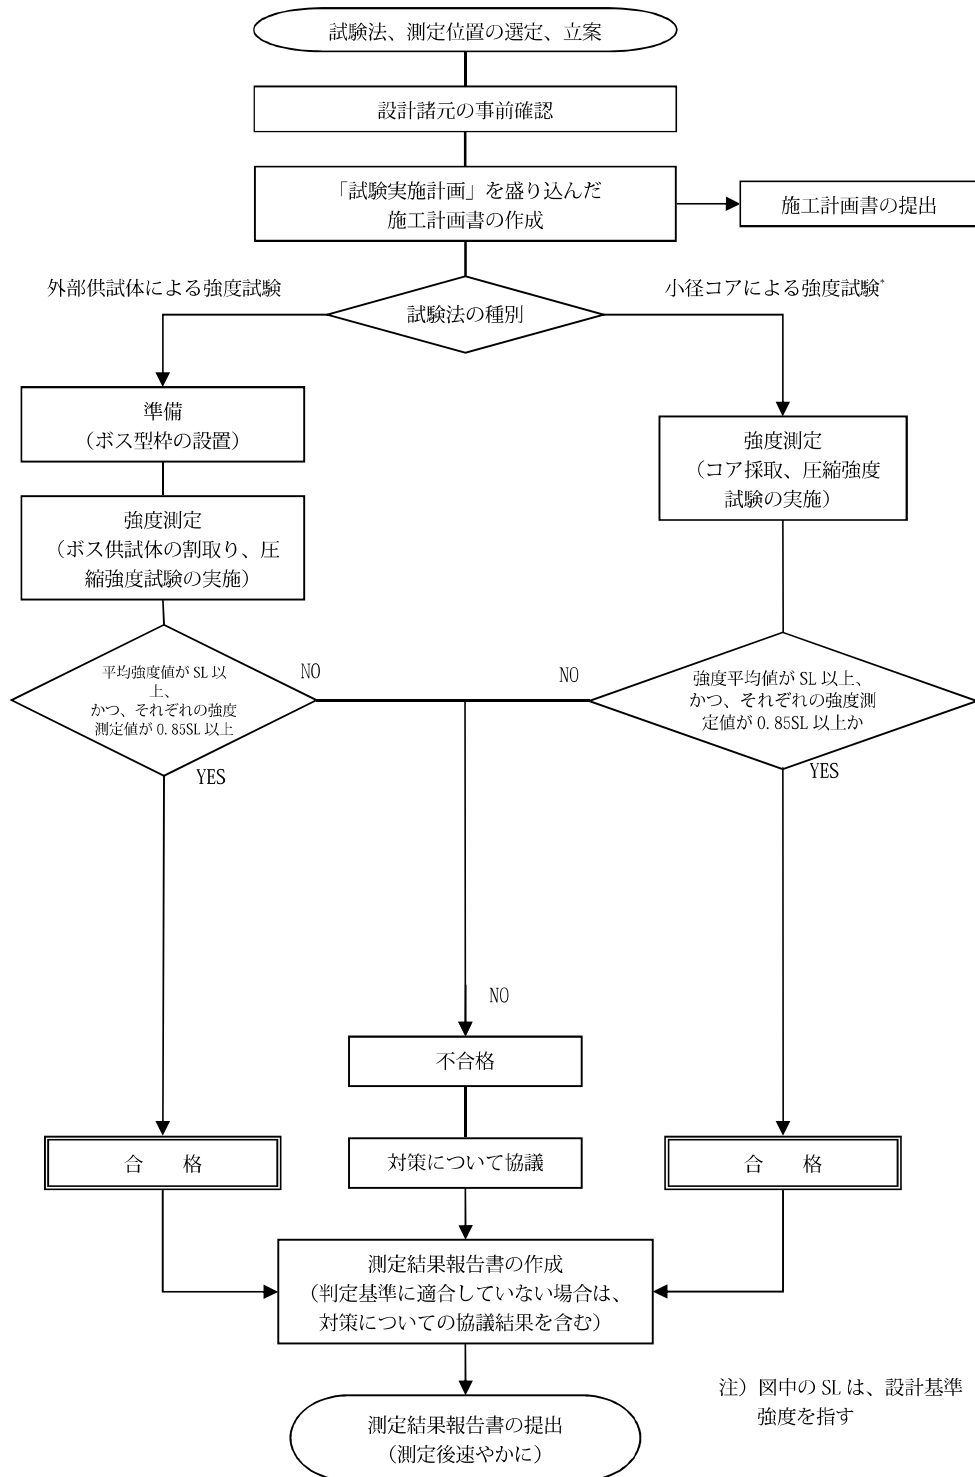 試験法、測定位置の選定、立案
設計諸元の事前確認
「試験実施計画」を盛り込んだ
施工計画書の作成
施工計画書の提出
外部供試体による強度試験
試験法の種別
小径コアによる強度試験*
準備
（ボス型枠の設置）
強度測定
（ボス供試体の割取り、圧
縮強度試験の実施）
強度測定
（コア採取、圧縮強度
試験の実施）
平均強度値が SL 以
上、
かつ、それぞれの強度
測定値が 0.85SL 以上
NO
YES
NO
強度平均値が SL 以上、
かつ、それぞれの強度測
定値が 0.85SL 以上か
YES
NO
不合格
合　　格
対策について協議
合　　格
測定結果報告書の作成
（判定基準に適合していない場合は、
対策についての協議結果を含む）
測定結果報告書の提出
（測定後速やかに）
注）図中の SL は、設計基準
強度を指す